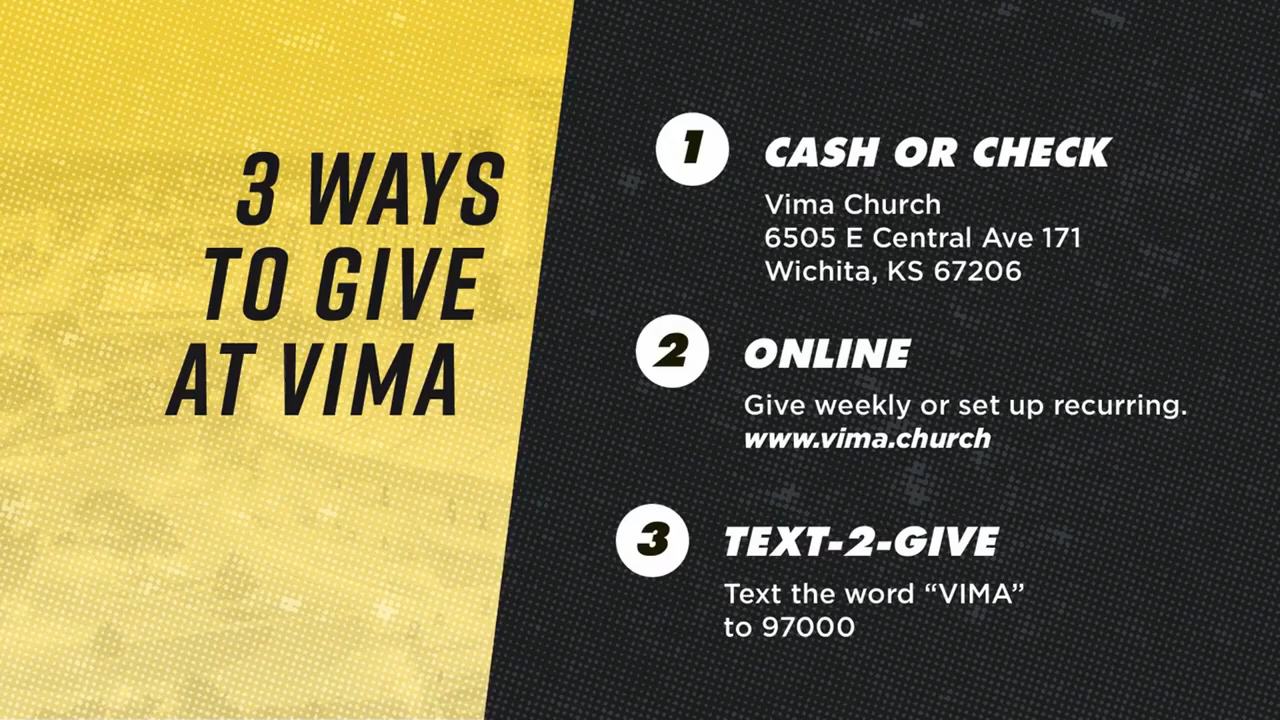 3 WAYS
TO GIVE
AT VIMA
1 CASH OR CHECK
Vima Church
6505 E Central Ave 171
Wichita, KS 67206
2 ONLINE
Give weekly or set up recurring.
www.vima.church
3 TEXT-2-GIVE
Text the word “VIMA”
to 97000